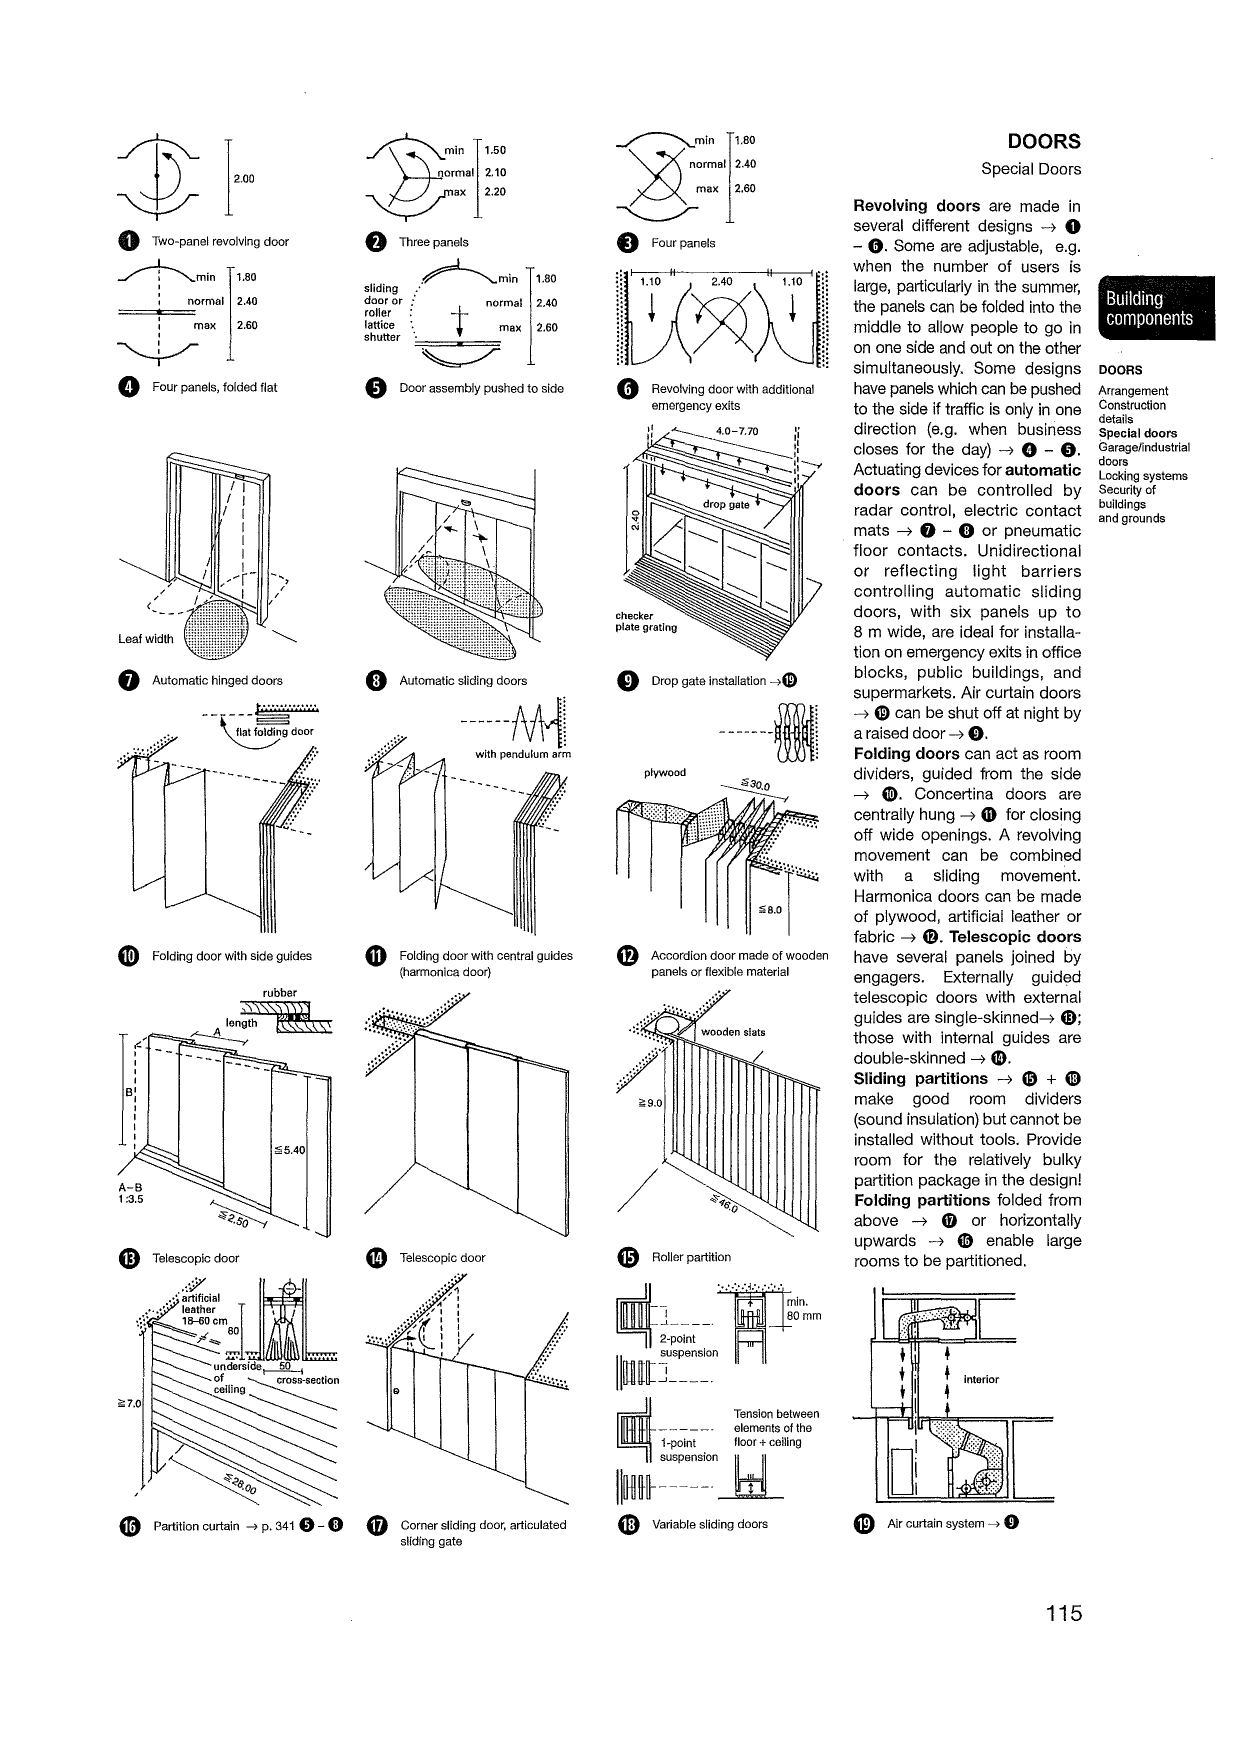 DOORS
Special Doors
Revolving doors are made in
several different designs → 1
– 6. Some are adjustable, e.g.
when the number of users is
large, particularly in the summer,
the panels can be folded into the
middle to allow people to go in
on one side and out on the other
simultaneously. Some designs
have panels which can be pushed
to the side if traffic is only in one
direction (e.g. when business
closes for the day) → 4 – 5.
Actuating devices for automatic
doors can be controlled by
radar control, electric contact
mats → 7 – 8 or pneumatic
floor contacts. Unidirectional
or reflecting light barriers
controlling automatic sliding
doors, with six panels up to
8 m wide, are ideal for installa-
tion on emergency exits in office
blocks, public buildings, and
supermarkets. Air curtain doors
→ 19 can be shut off at night by
a raised door → 9.
Folding doors can act as room
dividers, guided from the side
→ 10. Concertina doors are
centrally hung → 11 for closing
off wide openings. A revolving
movement can be combined
with a sliding movement.
Harmonica doors can be made
of plywood, artificial leather or
fabric → 12. Telescopic doors
have several panels joined by
engagers. Externally guided
telescopic doors with external
guides are single-skinned→ 13;
those with internal guides are
double-skinned → 14.
Sliding partitions → 15 + 18
make good room dividers
(sound insulation) but cannot be
installed without tools. Provide
room for the relatively bulky
partition package in the design!
Folding partitions folded from
above → 17 or horizontally
upwards → 16 enable large
rooms to be partitioned.
Building
components
DOORS
Arrangement
Construction
details
Special doors
Garage/industrial
doors
Locking systems
Security of
buildings
and grounds
2.00
1 Two-panel revolving door
min 1.50
normal 2.10
max 2.20
2 Three panels
min 1.80
normal 2.40
max 2.60
3 Four panels
min 1.80
normal 2.40
max 2.60
4 Four panels, folded flat
sliding
door or
roller
lattice
shutter
min 1.80
normal 2.40
max 2.60
5 Door assembly pushed to side
1.10 2.40 1.10
6 Revolving door with additional
emergency exits
Leaf width
7 Automatic hinged doors
8 Automatic sliding doors
4.0–7.70
drop gate
2.40
checker
plate grating
9 Drop gate installation →19
flat folding door
10 Folding door with side guides
with pendulum arm
11 Folding door with central guides
(harmonica door)
plywood
≦30.0
≦8.0
12 Accordion door made of wooden
panels or flexible material
rubber
length
A
B
≦5.40
A–B
1:3.5
≦2.50
13 Telescopic door
14 Telescopic door
wooden slats
≧9.0
≦46.0
15 Roller partition
artificial
leather
18–60 cm
80
underside
of
ceiling
50
cross-section
≧7.0
≦28.00
16 Partition curtain → p. 341 5 – 8
17 Corner sliding door, articulated
sliding gate
min.
80 mm
2-point
suspension
Tension between
elements of the
floor + ceiling
1-point
suspension
18 Variable sliding doors
interior
19 Air curtain system → 9
115